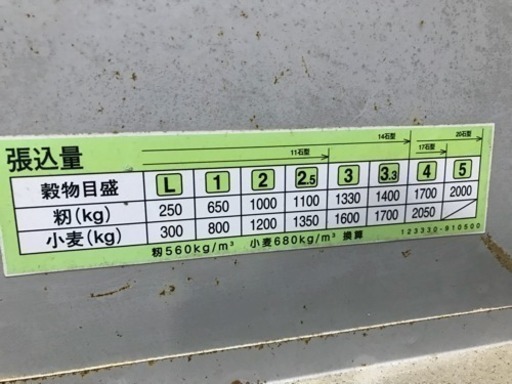 張込量
11石型
14石型
17石型
20石型
穀物目盛 L 1 2 2.5 3 3.3 4 5
籾(kg) 250 650 1000 1100 1330 1400 1700 2000
小麦(kg) 300 800 1200 1350 1600 1700 2050
籾560kg/m³ 小麦680kg/m³ 換算
123330-810500